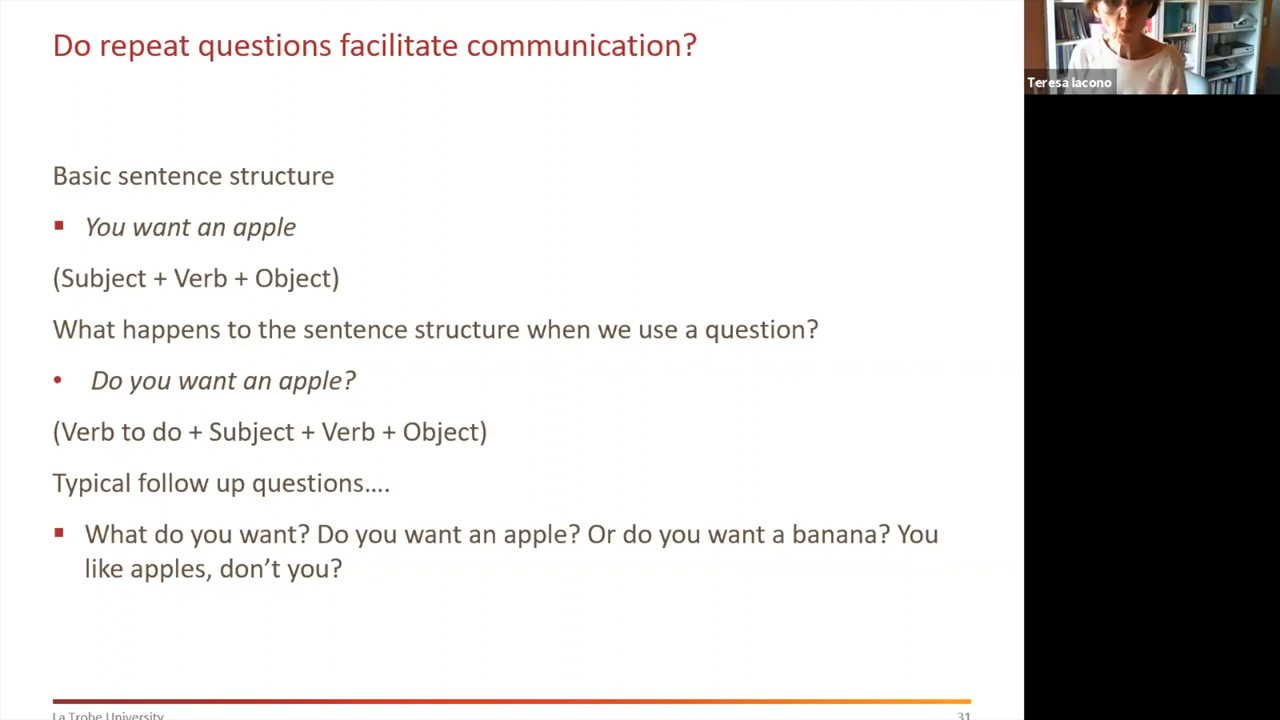 Do repeat questions facilitate communication?
Teresa Iacono
Basic sentence structure
▪ You want an apple
(Subject + Verb + Object)
What happens to the sentence structure when we use a question?
• Do you want an apple?
(Verb to do + Subject + Verb + Object)
Typical follow up questions….
▪ What do you want? Do you want an apple? Or do you want a banana? You
like apples, don’t you?
La Trobe University
31